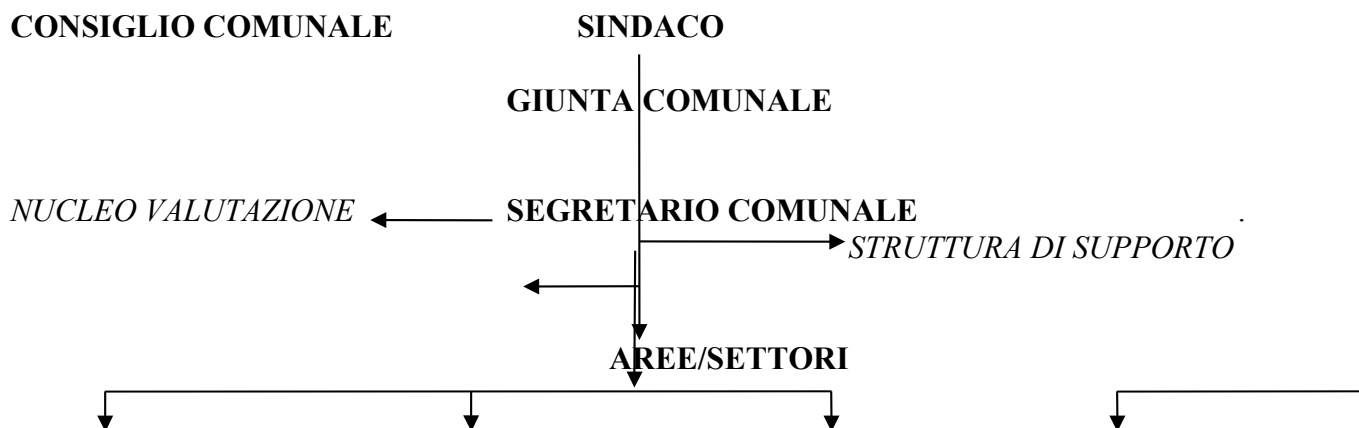 CONSIGLIO COMUNALE SINDACO
GIUNTA COMUNALE
NUCLEO VALUTAZIONE SEGRETARIO COMUNALE .
STRUTTURA DI SUPPORTO
AREE/SETTORI